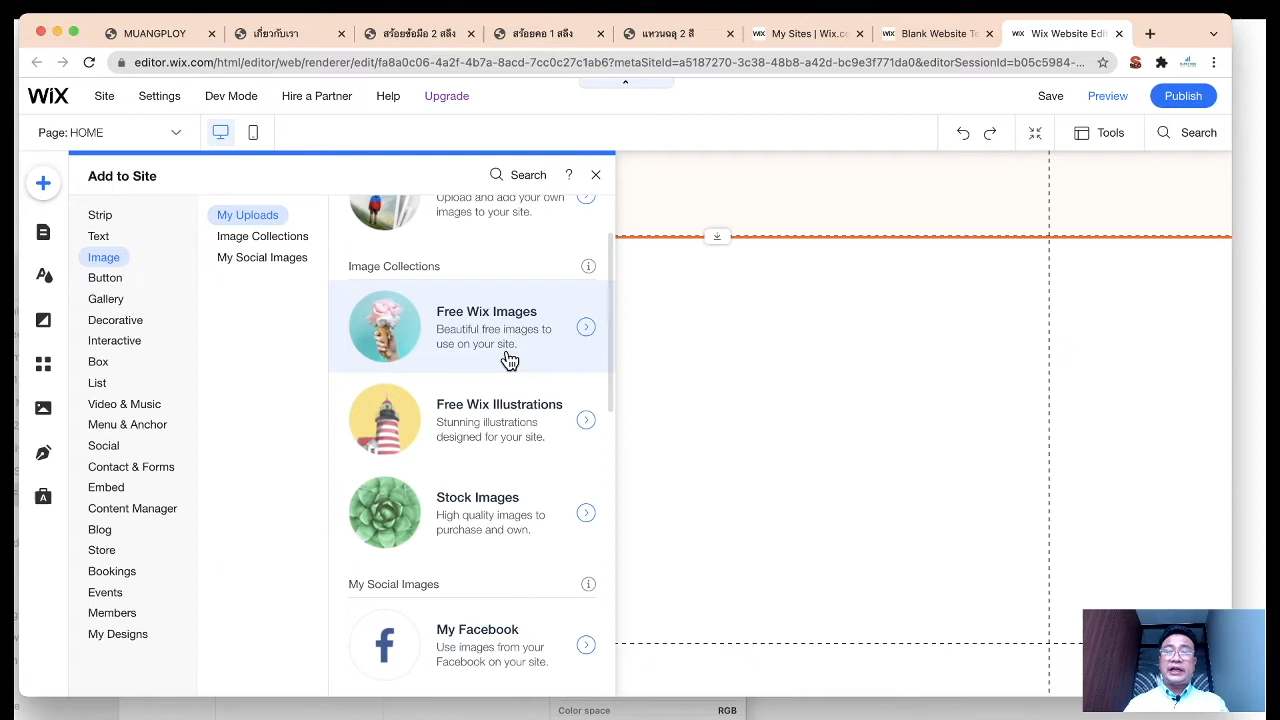 MUANGPLOY
เกี่ยวกับเรา
สร้อยข้อมือ 2 สลึง
สร้อยคอ 1 สลึง
แหวนฉลุ 2 สี
My Sites | Wix.co
Blank Website Te
Wix Website Edi
editor.wix.com/html/editor/web/renderer/edit/fa8a0c06-4a2f-4b7a-8acd-7cc0c27c1ab6?metaSiteId=a5187270-3c38-48b8-a42d-bc9e3f771da0&editorSessionId=b05c5984-...
WiX
Site
Settings
Dev Mode
Hire a Partner
Help
Upgrade
Save
Preview
Publish
Page: HOME
Tools
Search
Add to Site
Search
?
Strip
Text
Image
Button
Gallery
Decorative
Interactive
Box
List
Video & Music
Menu & Anchor
Social
Contact & Forms
Embed
Content Manager
Blog
Store
Bookings
Events
Members
My Designs
My Uploads
Image Collections
My Social Images
Upload and add your own
images to your site.
Image Collections
Free Wix Images
Beautiful free images to
use on your site.
Free Wix Illustrations
Stunning illustrations
designed for your site.
Stock Images
High quality images to
purchase and own.
My Social Images
My Facebook
Use images from your
Facebook on your site.
Color space
RGB